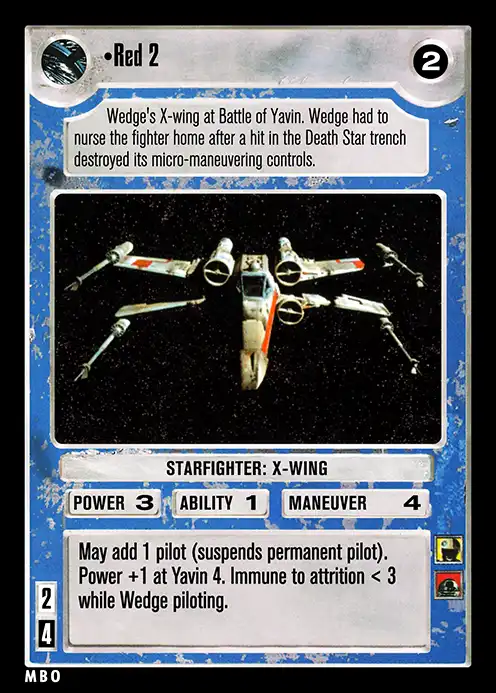 •Red 2
2
Wedge's X-wing at Battle of Yavin. Wedge had to
nurse the fighter home after a hit in the Death Star trench
destroyed its micro-maneuvering controls.
STARFIGHTER: X-WING
POWER 3 ABILITY 1 MANEUVER 4
May add 1 pilot (suspends permanent pilot).
Power +1 at Yavin 4. Immune to attrition < 3
while Wedge piloting.
2
4
MBO